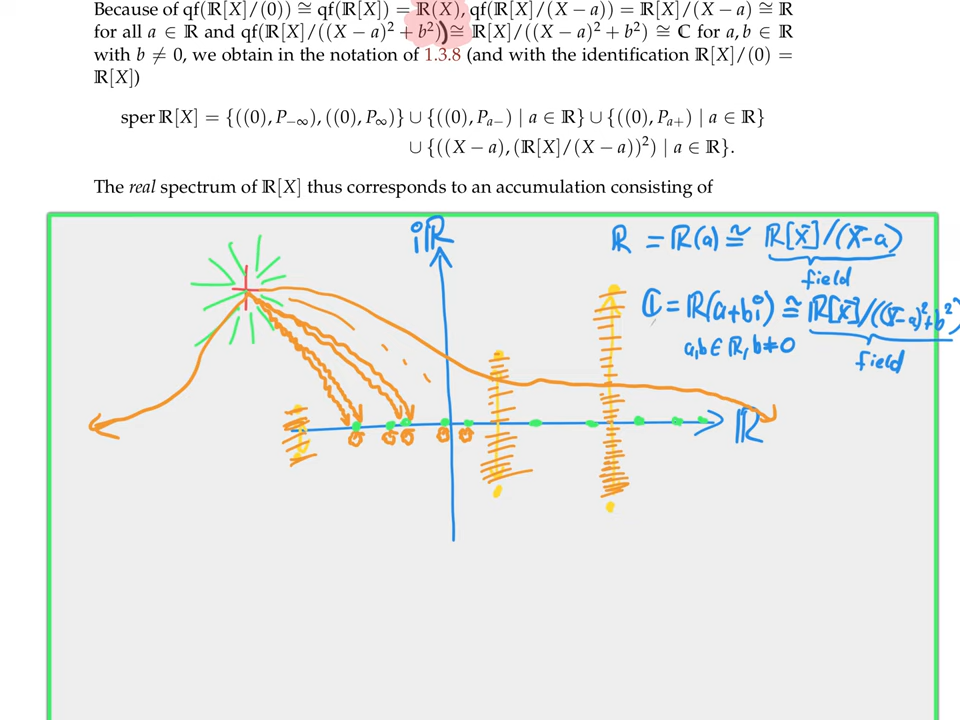 Because of qf(ℝ[X]/(0)) ≅ qf(ℝ[X]) = ℝ(X), qf(ℝ[X]/(X − a)) = ℝ[X]/(X − a) ≅ ℝ
for all a ∈ ℝ and qf(ℝ[X]/((X − a)² + b²)) ≅ ℝ[X]/((X − a)² + b²) ≅ ℂ for a, b ∈ ℝ
with b ≠ 0, we obtain in the notation of 1.3.8 (and with the identification ℝ[X]/(0) =
ℝ[X])
sper ℝ[X] = {((0), P₋∞), ((0), P∞)} ∪ {((0), Pₐ₋) | a ∈ ℝ} ∪ {((0), Pₐ₊) | a ∈ ℝ}
∪ {((X − a), (ℝ[X]/(X − a))²) | a ∈ ℝ}.
The real spectrum of ℝ[X] thus corresponds to an accumulation consisting of
iℝ
ℝ = ℝ(a) ≅ ℝ[X]/(X-a)
field
ℂ = ℝ(a+bi) ≅ ℝ[X]/((X-a)²+b²)
a,b ∈ ℝ, b≠0
field
ℝ